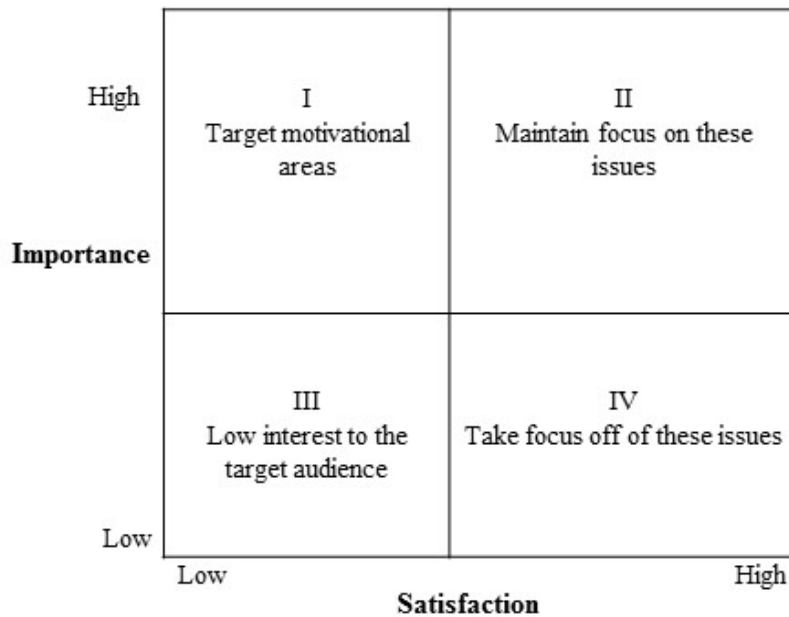 High
I
Target motivational
areas
II
Maintain focus on these
issues
Importance
III
Low interest to the
target audience
IV
Take focus off of these issues
Low
Low
High
Satisfaction